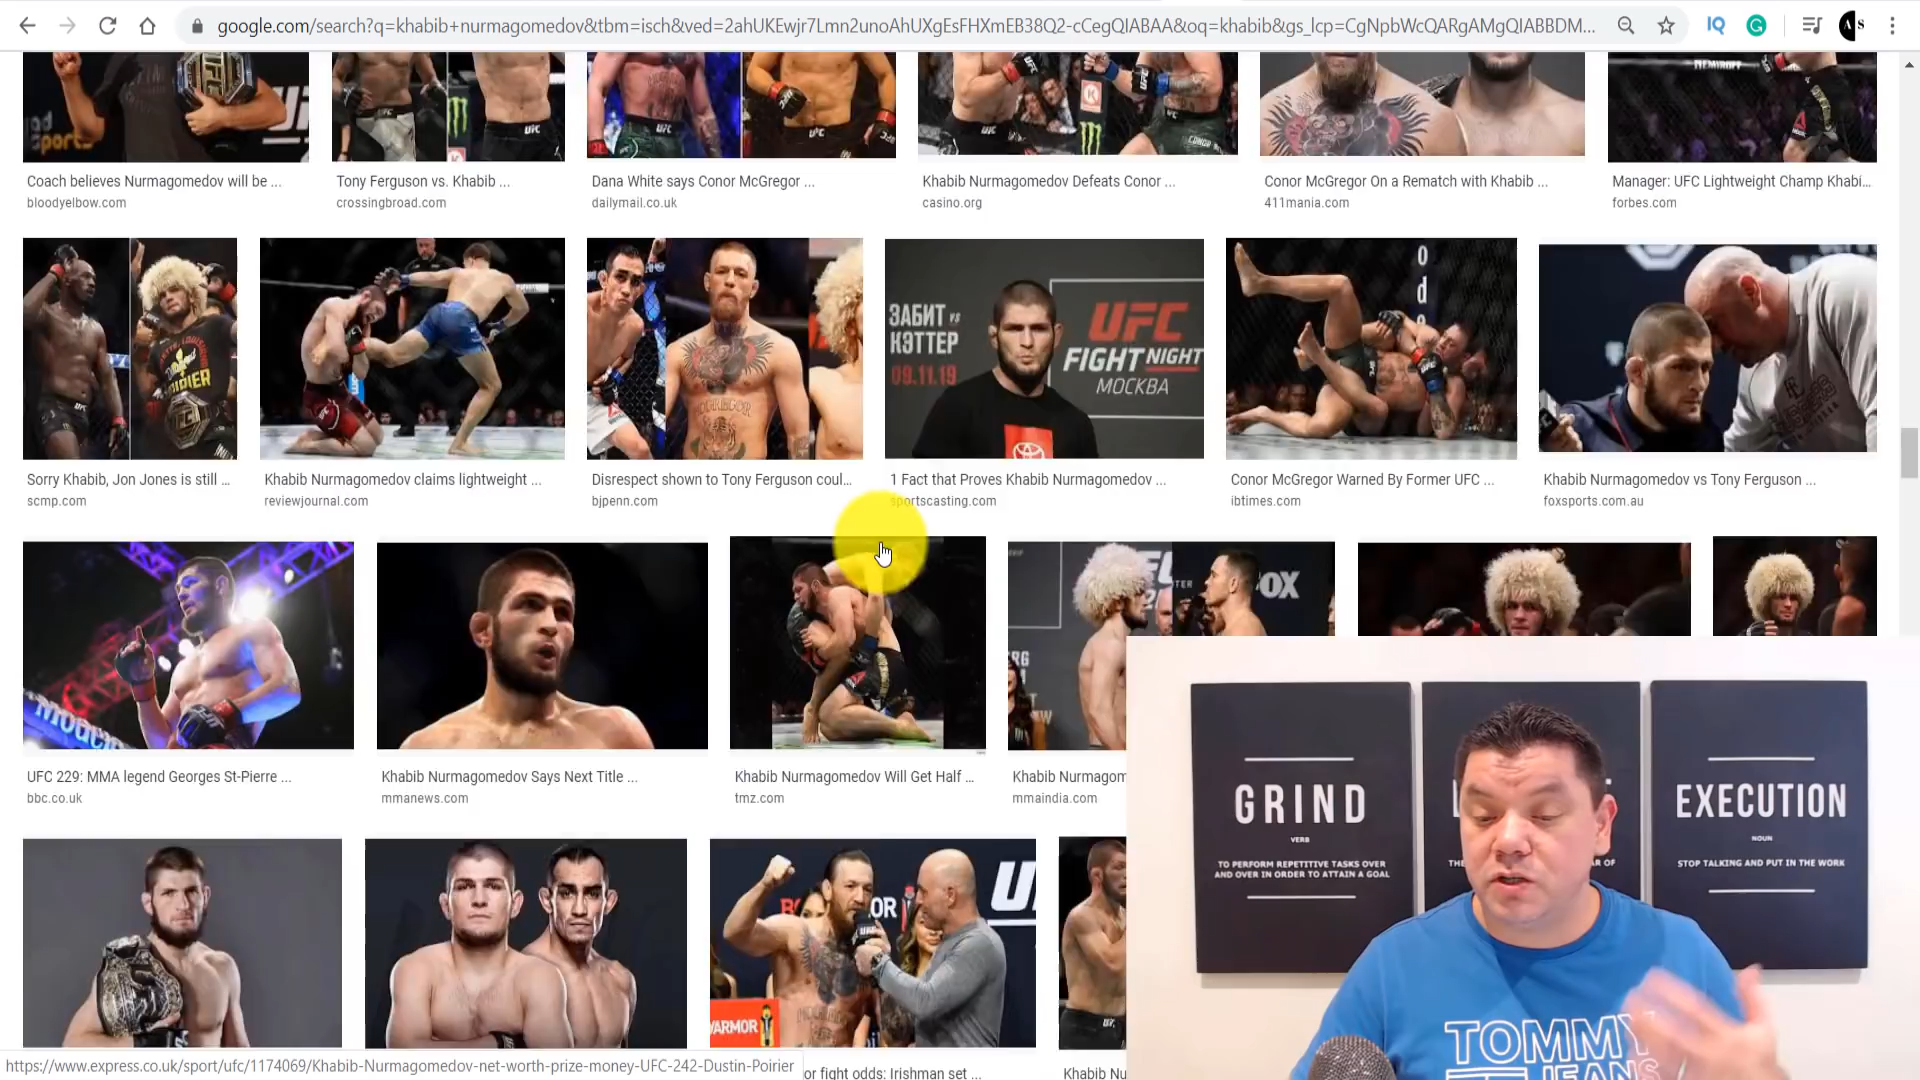 google.com/search?q=khabib+nurmagomedov&tbm=isch&ved=2ahUKEwjr7Lmn2unoAhUXgEsFHXmEB38Q2-cCegQIABAA&oq=khabib&gs_lcp=CgNpbWcQARgAMgQIABBDM...
Coach believes Nurmagomedov will be ...
bloodyelbow.com
Tony Ferguson vs. Khabib ...
crossingbroad.com
Dana White says Conor McGregor ...
dailymail.co.uk
Khabib Nurmagomedov Defeats Conor ...
casino.org
Conor McGregor On a Rematch with Khabib ...
411mania.com
Manager: UFC Lightweight Champ Khabi...
forbes.com
ЗАБИТ vs
КЭТТЕР
09.11.19
UFC
FIGHT NIGHT
МОСКВА
Sorry Khabib, Jon Jones is still ...
scmp.com
Khabib Nurmagomedov claims lightweight ...
reviewjournal.com
Disrespect shown to Tony Ferguson coul...
bjpenn.com
1 Fact that Proves Khabib Nurmagomedov ...
sportscasting.com
Conor McGregor Warned By Former UFC ...
ibtimes.com
Khabib Nurmagomedov vs Tony Ferguson ...
foxsports.com.au
FOX
UFC 229: MMA legend Georges St-Pierre ...
bbc.co.uk
Khabib Nurmagomedov Says Next Title ...
mmanews.com
Khabib Nurmagomedov Will Get Half ...
tmz.com
Khabib Nurmagom
mmaindia.com
GRIND
VERB
TO PERFORM REPETITIVE TASKS OVER
AND OVER IN ORDER TO ATTAIN A GOAL
EXECUTION
NOUN
STOP TALKING AND PUT IN THE WORK
TOMMY
JEANS
https://www.express.co.uk/sport/ufc/1174069/Khabib-Nurmagomedov-net-worth-prize-money-UFC-242-Dustin-Poirier
or fight odds: Irishman set ...
Khabib Nu